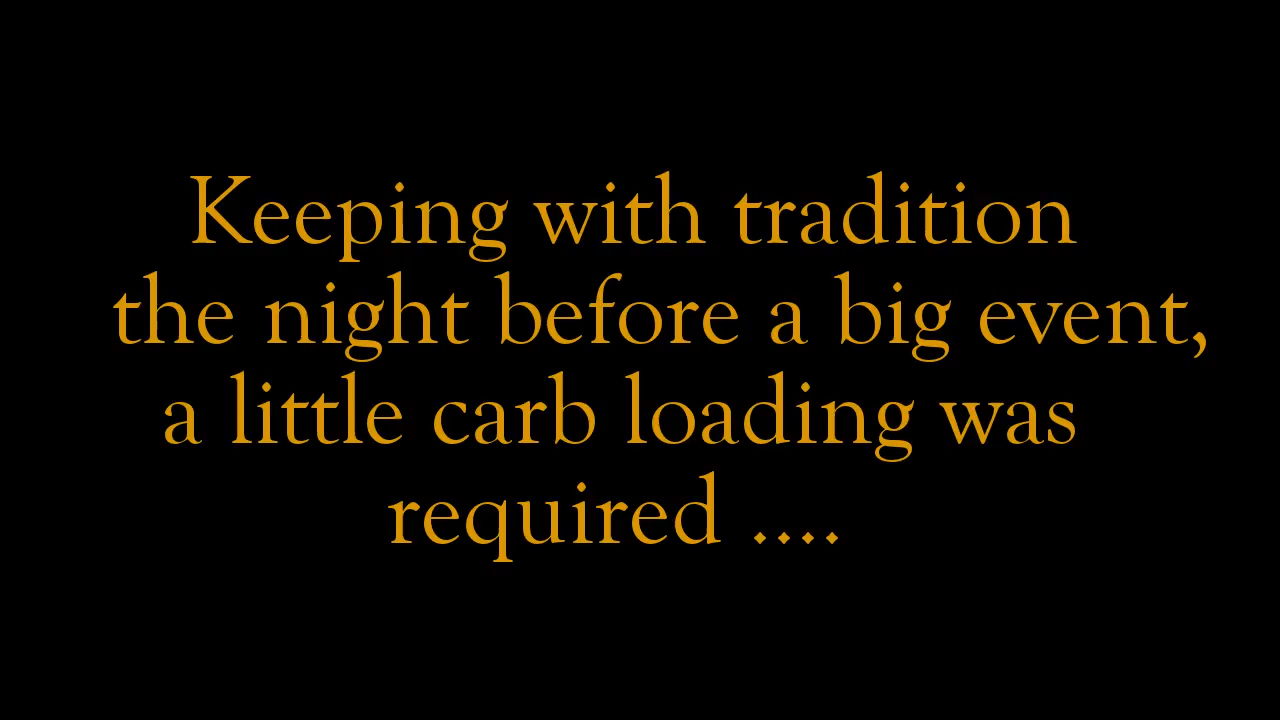 Keeping with tradition
the night before a big event,
a little carb loading was
required ....